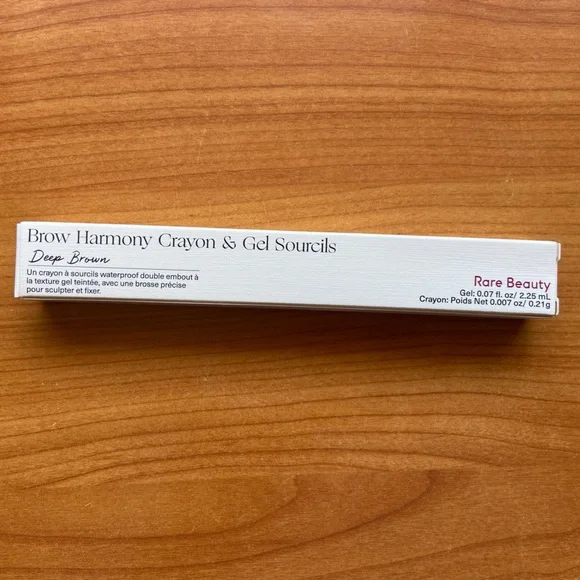 Brow Harmony Crayon & Gel Sourcils
Deep Brown
Un crayon à sourcils waterproof double embout à
la texture gel teintée, avec une brosse précise
pour sculpter et fixer.
Rare Beauty
Gel: 0.07 fl. oz/ 2.25 mL
Crayon: Poids Net 0.007 oz/ 0.21g